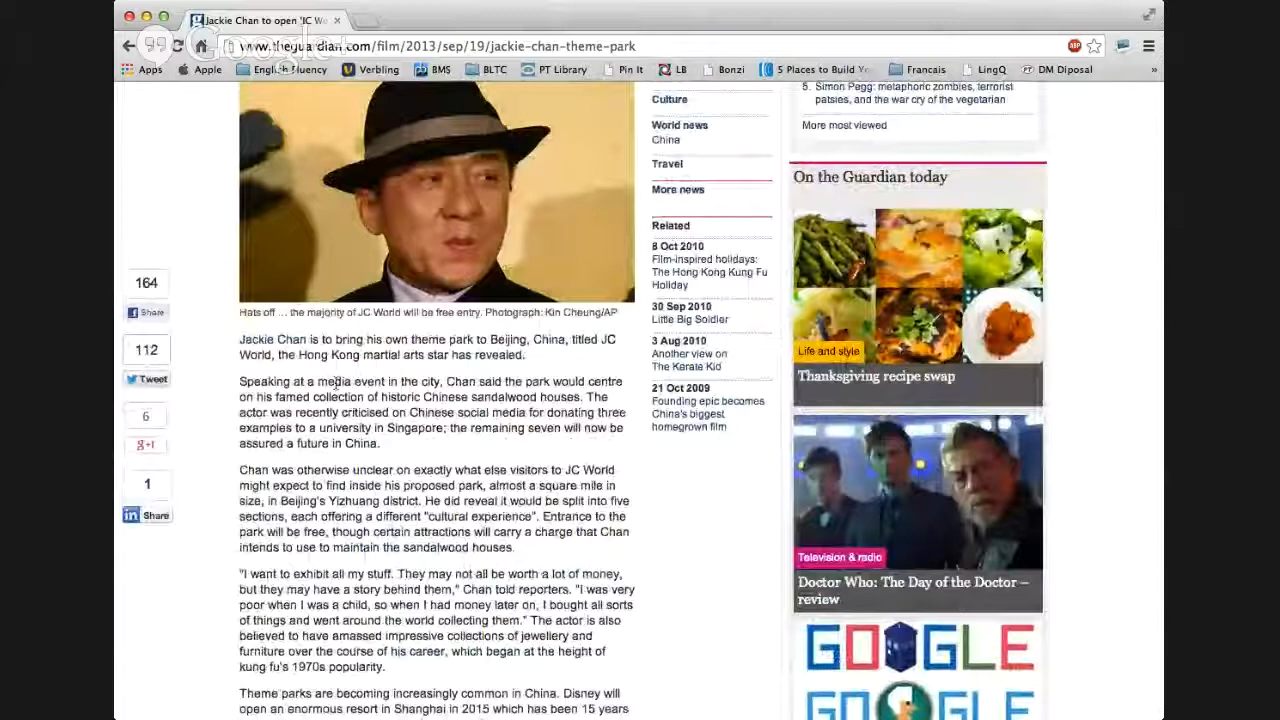 Jackie Chan to open 'JC Wo
Google+
www.theguardian.com/film/2013/sep/19/jackie-chan-theme-park
ABP
Apps Apple English Fluency Verbling BMS BLTC PT Library Pin It LB Bonzi 5 Places to Build Yo Francais LingQ DM Diposal »
164
Share
112
Tweet
6
g+1
1
in Share
Hats off … the majority of JC World will be free entry. Photograph: Kin Cheung/AP
Jackie Chan is to bring his own theme park to Beijing, China, titled JC
World, the Hong Kong martial arts star has revealed.
Speaking at a media event in the city, Chan said the park would centre
on his famed collection of historic Chinese sandalwood houses. The
actor was recently criticised on Chinese social media for donating three
examples to a university in Singapore; the remaining seven will now be
assured a future in China.
Chan was otherwise unclear on exactly what else visitors to JC World
might expect to find inside his proposed park, almost a square mile in
size, in Beijing's Yizhuang district. He did reveal it would be split into five
sections, each offering a different "cultural experience". Entrance to the
park will be free, though certain attractions will carry a charge that Chan
intends to use to maintain the sandalwood houses.
"I want to exhibit all my stuff. They may not all be worth a lot of money,
but they may have a story behind them," Chan told reporters. "I was very
poor when I was a child, so when I had money later on, I bought all sorts
of things and went around the world collecting them." The actor is also
believed to have amassed impressive collections of jewellery and
furniture over the course of his career, which began at the height of
kung fu's 1970s popularity.
Theme parks are becoming increasingly common in China. Disney will
open an enormous resort in Shanghai in 2015 which has been 15 years
Culture
World news
China
Travel
More news
Related
8 Oct 2010
Film-inspired holidays:
The Hong Kong Kung Fu
Holiday
30 Sep 2010
Little Big Soldier
3 Aug 2010
Another view on
The Karate Kid
21 Oct 2009
Founding epic becomes
China's biggest
homegrown film
5. Simon Pegg: metaphoric zombies, terrorist
patsies, and the war cry of the vegetarian
More most viewed
On the Guardian today
Life and style
Thanksgiving recipe swap
Television & radio
Doctor Who: The Day of the Doctor –
review
GOOGLE
GOOGLE